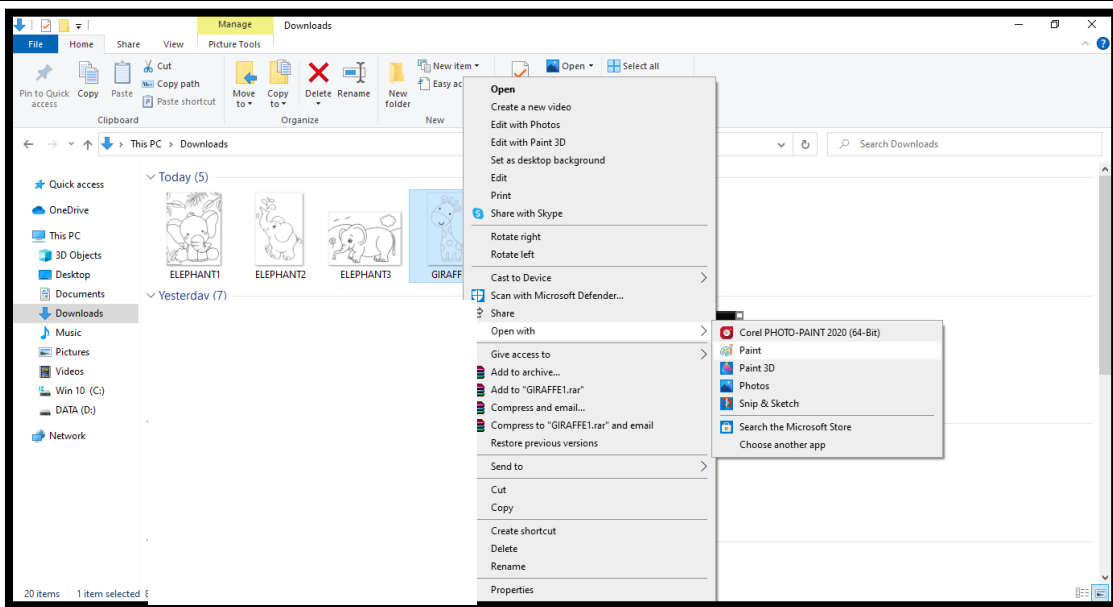 Manage
Downloads
File
Home
Share
View
Picture Tools
Pin to Quick access
Copy
Paste
Cut
Copy path
Paste shortcut
Clipboard
Move to
Copy to
Delete
Rename
Organize
New folder
New item
Easy ac
New
Open
Select all
This PC > Downloads
Search Downloads
Quick access
OneDrive
This PC
3D Objects
Desktop
Documents
Downloads
Music
Pictures
Videos
Win 10 (C:)
DATA (D:)
Network
Today (5)
ELEPHANT1
ELEPHANT2
ELEPHANT3
GIRAFF
Yesterday (7)
Open
Create a new video
Edit with Photos
Edit with Paint 3D
Set as desktop background
Edit
Print
Share with Skype
Rotate right
Rotate left
Cast to Device
Scan with Microsoft Defender...
Share
Open with
Give access to
Add to archive...
Add to "GIRAFFE1.rar"
Compress and email...
Compress to "GIRAFFE1.rar" and email
Restore previous versions
Send to
Cut
Copy
Create shortcut
Delete
Rename
Properties
Corel PHOTO-PAINT 2020 (64-Bit)
Paint
Paint 3D
Photos
Snip & Sketch
Search the Microsoft Store
Choose another app
20 items
1 item selected